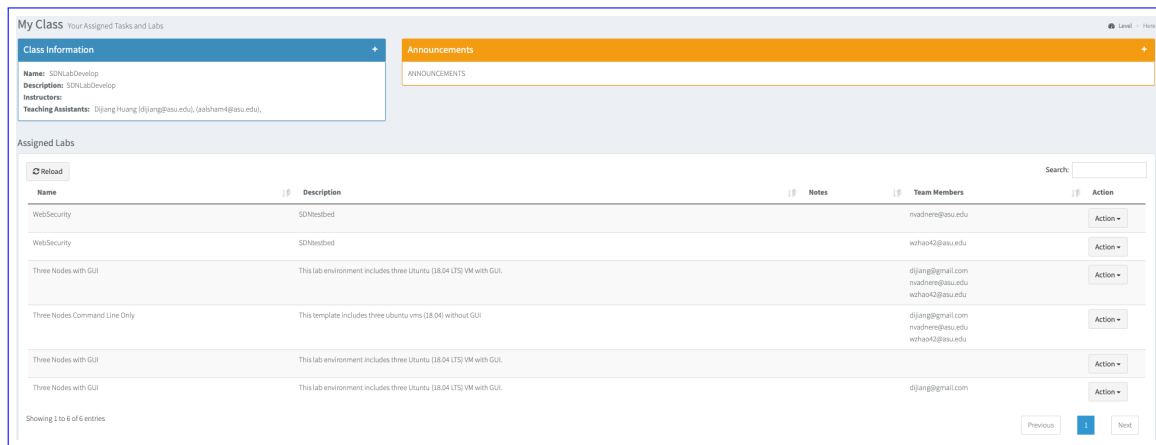 My Class Your Assigned Tasks and Labs
Level > Here
Class Information +
Name: SDNLabDevelop
Description: SDNLabDevelop
Instructors:
Teaching Assistants: Dijiang Huang (dijiang@asu.edu), (aalsham4@asu.edu),
Announcements +
ANNOUNCEMENTS
Assigned Labs
Reload
Search:
Name Description Notes Team Members Action
WebSecurity SDNtestbed nvadnere@asu.edu Action
WebSecurity SDNtestbed wzhao42@asu.edu Action
Three Nodes with GUI This lab environment includes three Utuntu (18.04 LTS) VM with GUI. dijiang@gmail.com Action
nvadnere@asu.edu
wzhao42@asu.edu
Three Nodes Command Line Only This template includes three ubuntu vms (18.04) without GUI dijiang@gmail.com Action
nvadnere@asu.edu
wzhao42@asu.edu
Three Nodes with GUI This lab environment includes three Utuntu (18.04 LTS) VM with GUI. Action
Three Nodes with GUI This lab environment includes three Utuntu (18.04 LTS) VM with GUI. dijiang@gmail.com Action
Showing 1 to 6 of 6 entries
Previous 1 Next